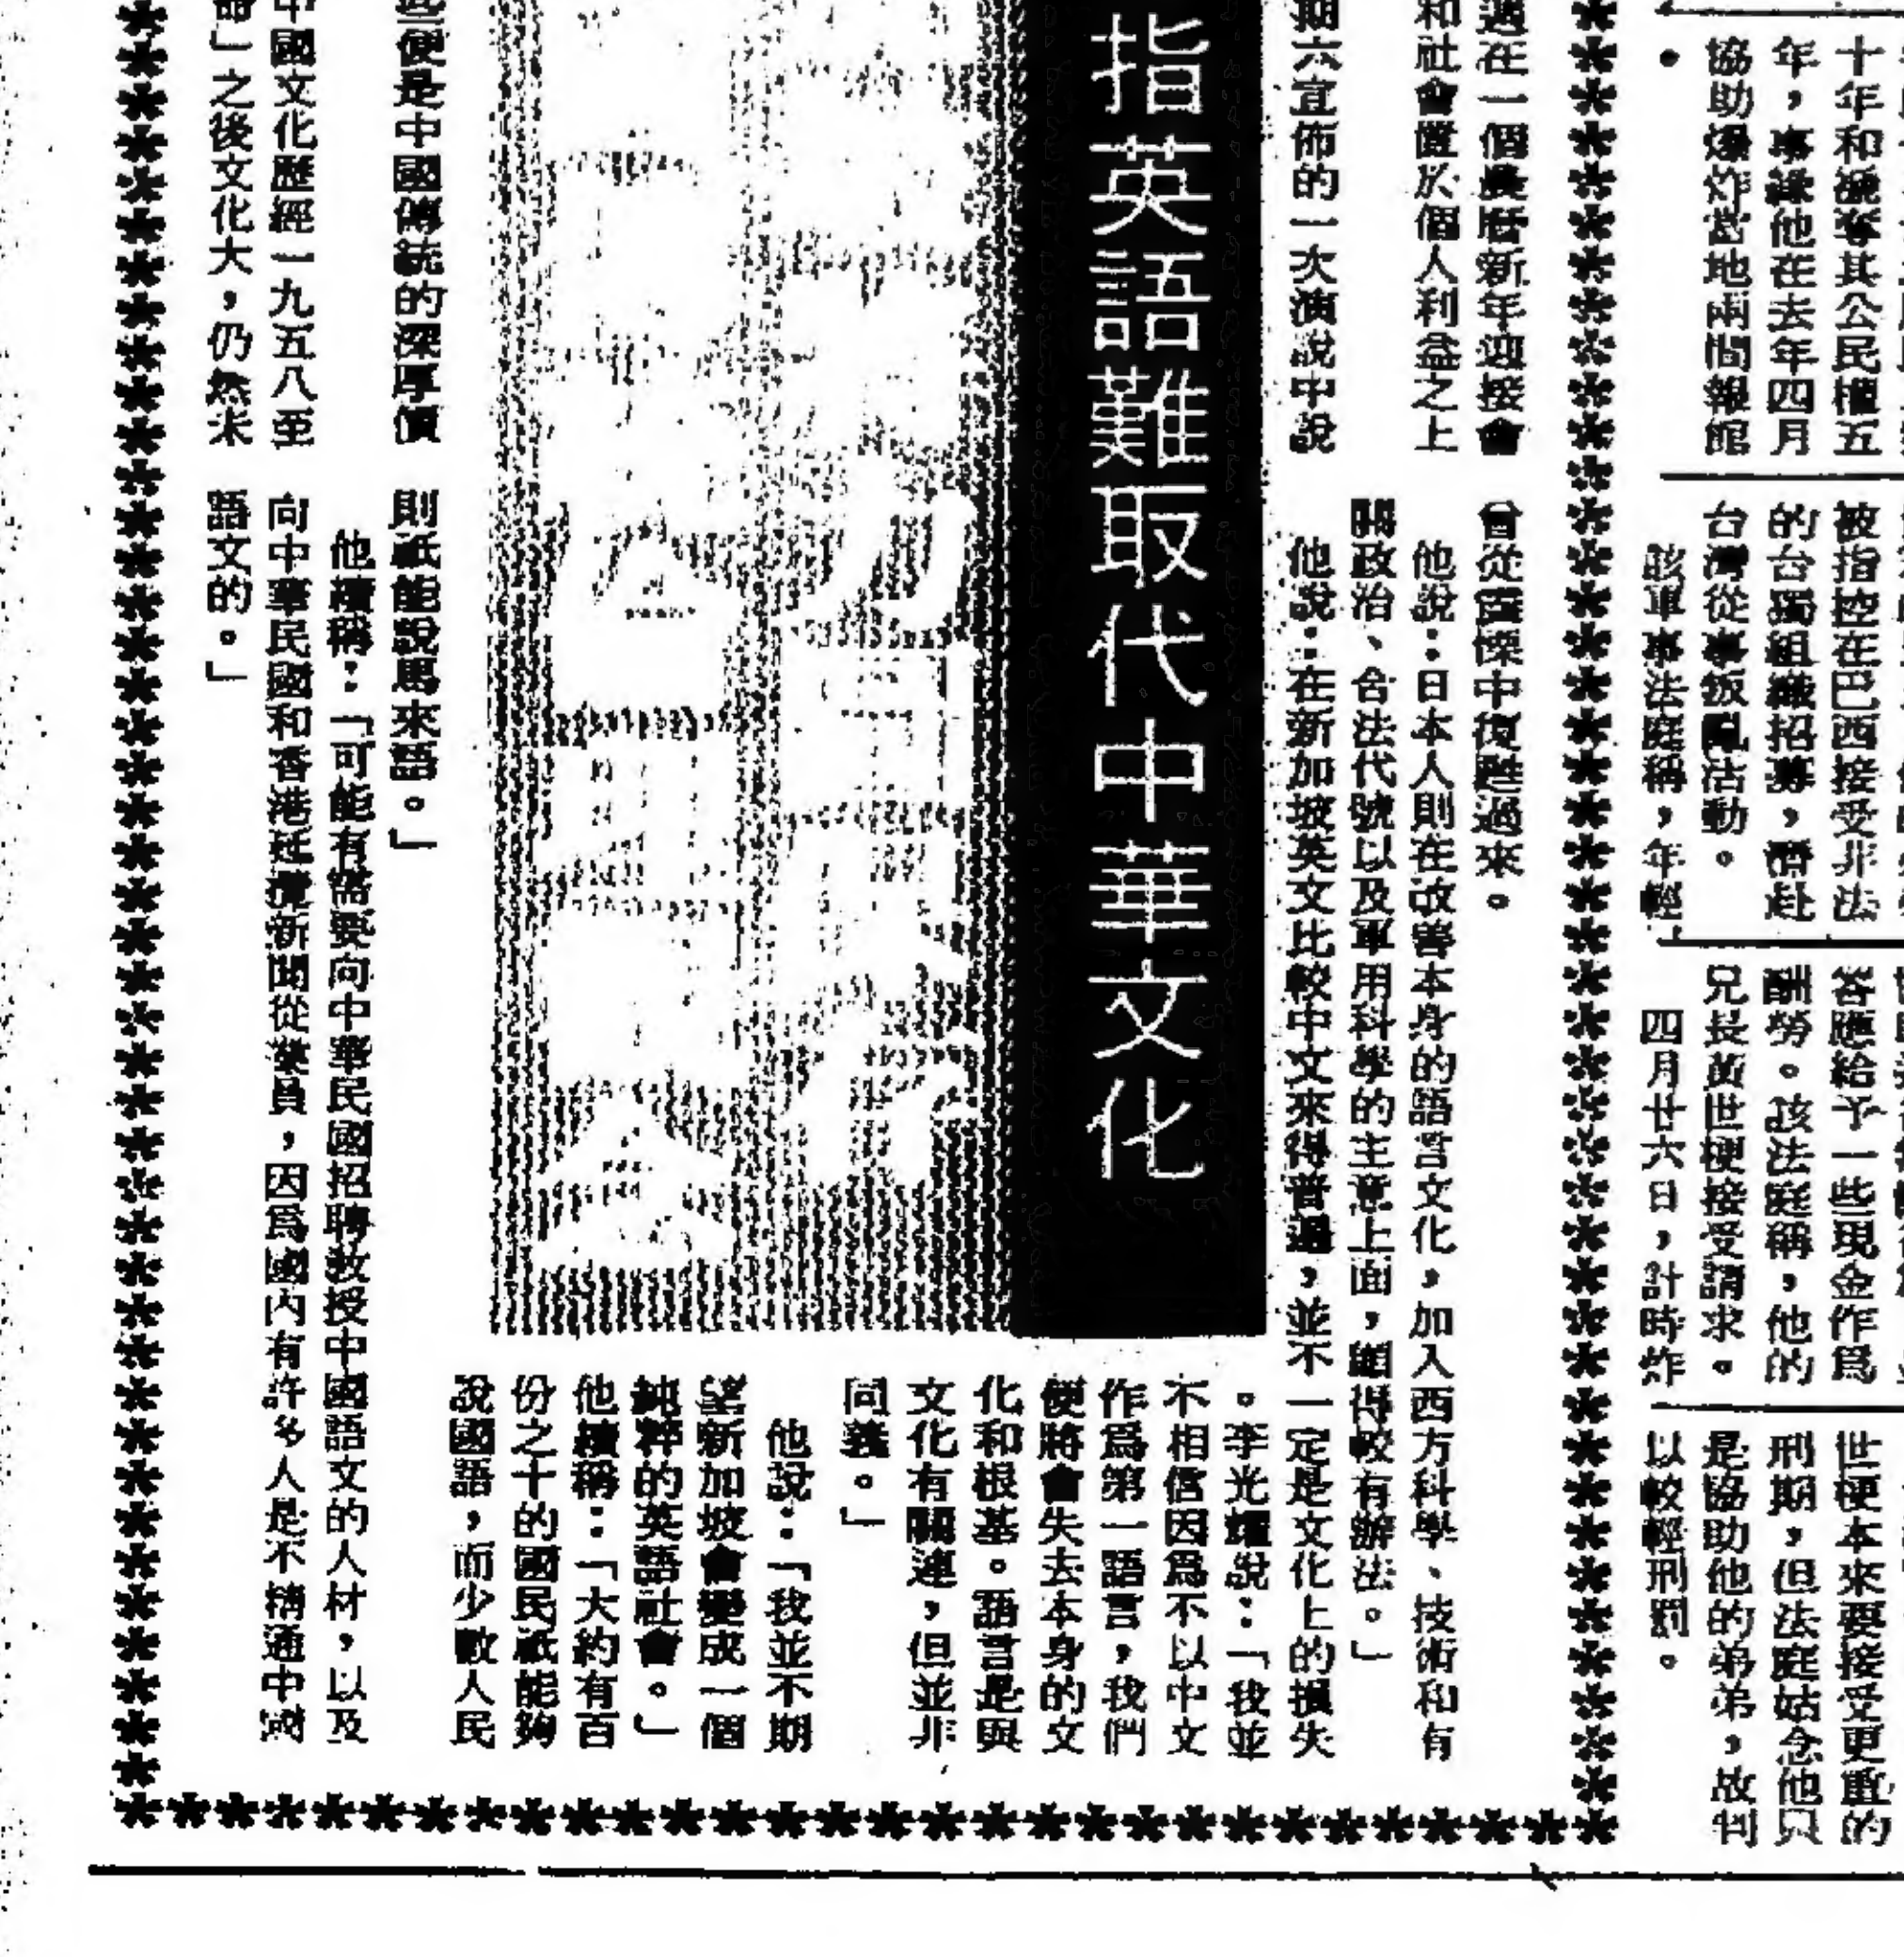 十年和褫奪其公民權五
年，事緣他在去年四月
協助爆炸當地兩間報館
。
被指控在巴西接受非法
的台獨組織招募，潛赴
台灣從事叛亂活動。
該軍事法庭稱，年輕
答應給予一些現金作爲
酬勞。該法庭稱，他的
兄長黃世梗接受請求。
四月廿六日，計時炸
世梗本來要接受更重的
刑期，但法庭姑念他只
是協助他的弟弟，故判
以較輕刑罰。
指英語難取代中華文化
遇在一個農曆新年迎接會
和社會置於個人利益之上
期六宣佈的一次演說中說
曾從震慄中復甦過來。
他說：日本人則在改善本身的語言文化，加入西方科學、技術和有
關政治、合法代號以及軍用科學的主意上面，顯得較有辦法。」
他說：在新加坡英文比較中文來得普遍，並不一定是文化上的損失
。李光耀說：「我並
不相信因爲不以中文
作爲第一語言，我們
便將會失去本身的文
化和根基。語言是與
文化有關連，但並非
同義。」
他說：「我並不期
望新加坡會變成一個
純粹的英語社會。」
他續稱：「大約有百
份之十的國民祇能夠
說國語，而少數人民
些便是中國傳統的深厚價
中國文化歷經一九五八至
命」之後文化大，仍然未
則祇能說馬來語。」
他續稱：「可能有需要向中華民國招聘教授中國語文的人材，以及
向中華民國和香港延攬新聞從業員，因爲國內有許多人是不精通中國
語文的。」